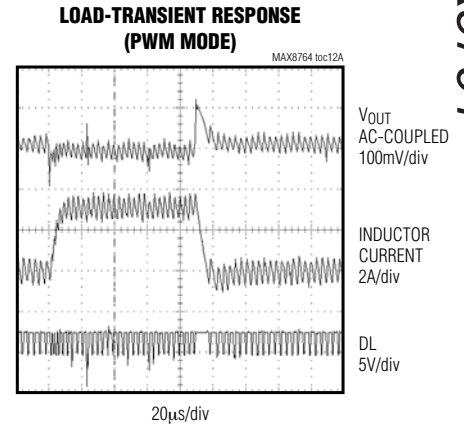 LOAD-TRANSIENT RESPONSE
(PWM MODE)
MAX8764 toc12A
VOUT
AC-COUPLED
100mV/div
INDUCTOR
CURRENT
2A/div
DL
5V/div
20µs/div